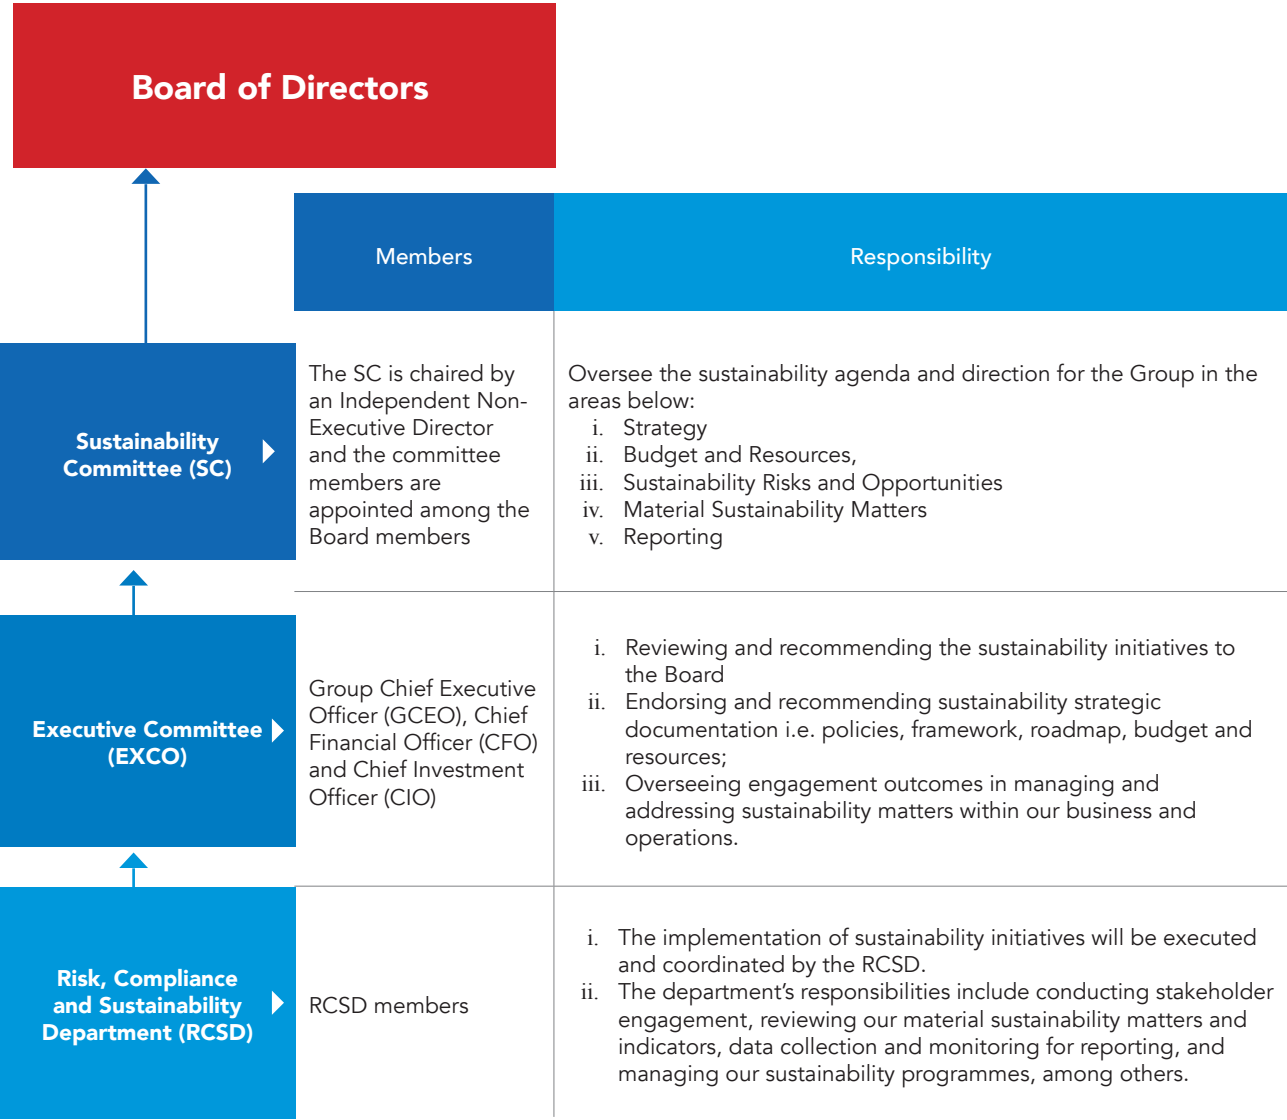 Board of Directors
Members
Responsibility
Sustainability
Committee (SC)
The SC is chaired by
an Independent Non-
Executive Director
and the committee
members are
appointed among the
Board members
Oversee the sustainability agenda and direction for the Group in the
areas below:
i. Strategy
ii. Budget and Resources,
iii. Sustainability Risks and Opportunities
iv. Material Sustainability Matters
v. Reporting
Executive Committee
(EXCO)
Group Chief Executive
Officer (GCEO), Chief
Financial Officer (CFO)
and Chief Investment
Officer (CIO)
i. Reviewing and recommending the sustainability initiatives to
the Board
ii. Endorsing and recommending sustainability strategic
documentation i.e. policies, framework, roadmap, budget and
resources;
iii. Overseeing engagement outcomes in managing and
addressing sustainability matters within our business and
operations.
Risk, Compliance
and Sustainability
Department (RCSD)
RCSD members
i. The implementation of sustainability initiatives will be executed
and coordinated by the RCSD.
ii. The department’s responsibilities include conducting stakeholder
engagement, reviewing our material sustainability matters and
indicators, data collection and monitoring for reporting, and
managing our sustainability programmes, among others.